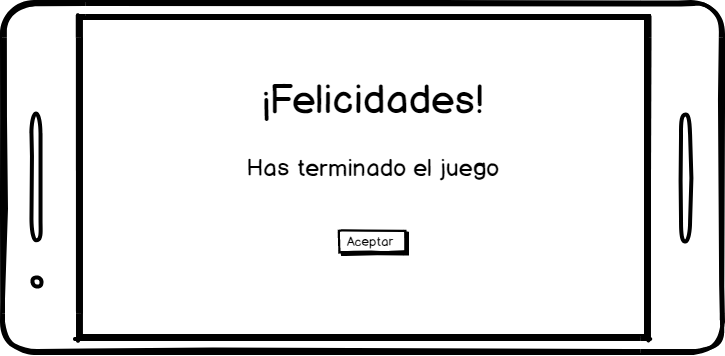 ¡Felicidades!
Has terminado el juego
Aceptar